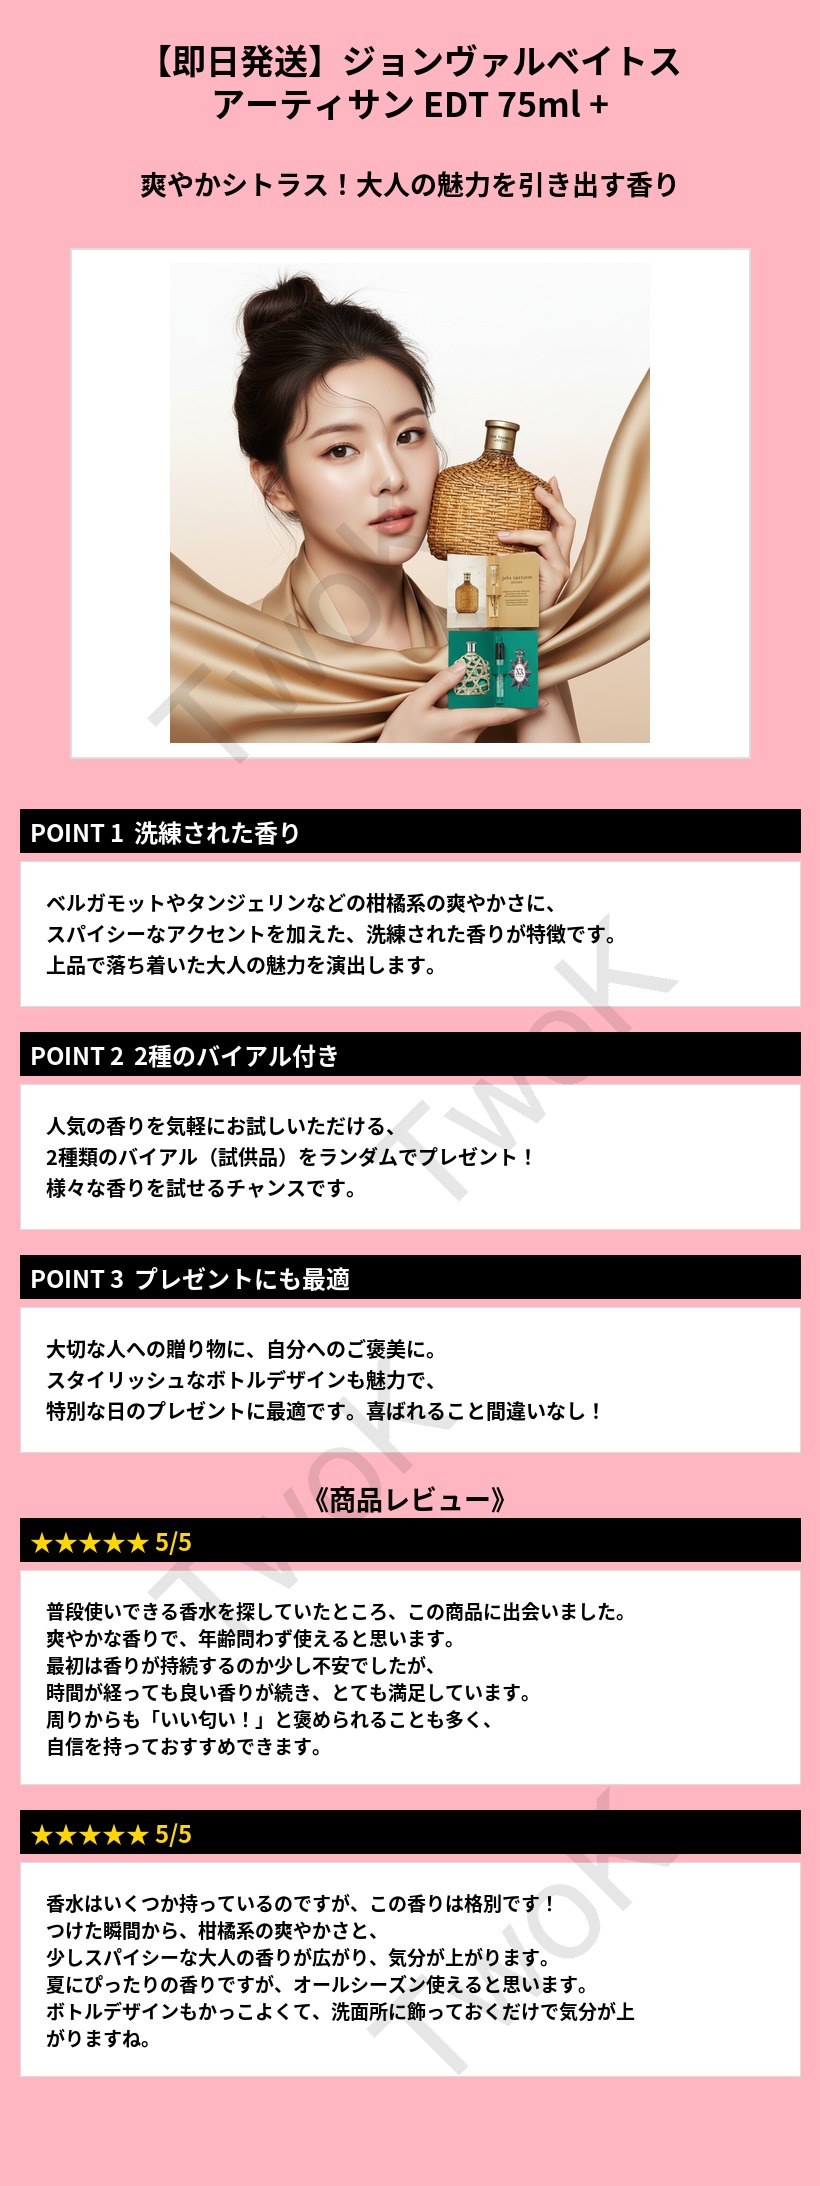 【即日発送】ジョンヴァルベイトス
アーティサン EDT 75ml +
爽やかシトラス！大人の魅力を引き出す香り
TwoK
POINT 1 洗練された香り
ベルガモットやタンジェリンなどの柑橘系の爽やかさに、
スパイシーなアクセントを加えた、洗練された香りが特徴です。
上品で落ち着いた大人の魅力を演出します。
TwoK
POINT 2 2種のバイアル付き
人気の香りを気軽にお試しいただける、
2種類のバイアル（試供品）をランダムでプレゼント！
様々な香りを試せるチャンスです。
POINT 3 プレゼントにも最適
大切な人への贈り物に、自分へのご褒美に。
スタイリッシュなボトルデザインも魅力で、
特別な日のプレゼントに最適です。喜ばれること間違いなし！
TwoK
《商品レビュー》
★★★★★ 5/5
普段使いできる香水を探していたところ、この商品に出会いました。
爽やかな香りで、年齢問わず使えると思います。
最初は香りが持続するのか少し不安でしたが、
時間が経っても良い香りが続き、とても満足しています。
周りからも「いい匂い！」と褒められることも多く、
自信を持っておすすめできます。
★★★★★ 5/5
香水はいくつか持っているのですが、この香りは格別です！
つけた瞬間から、柑橘系の爽やかさと、
少しスパイシーな大人の香りが広がり、気分が上がります。
夏にぴったりの香りですが、オールシーズン使えると思います。
ボトルデザインもかっこよくて、洗面所に飾っておくだけで気分が上
がりますね。
TwoK